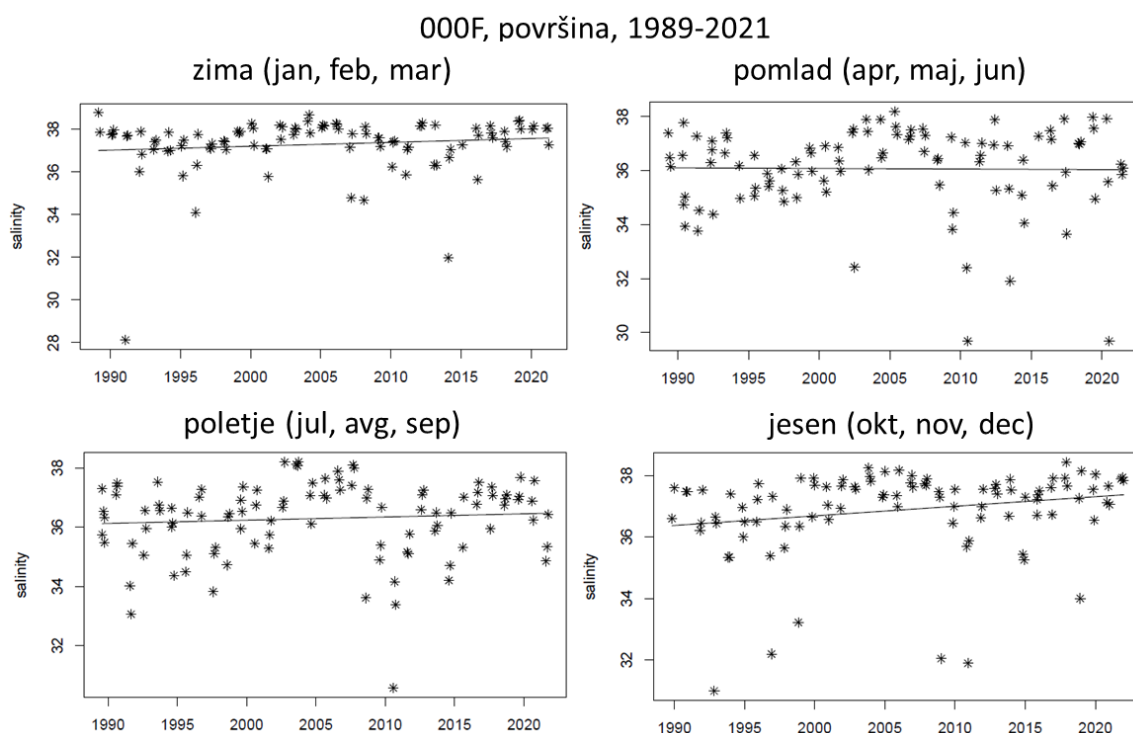 000F, površina, 1989-2021
zima (jan, feb, mar)
salinity
38
36
34
32
30
28
1990 1995 2000 2005 2010 2015 2020
pomlad (apr, maj, jun)
salinity
38
36
34
32
30
1990 1995 2000 2005 2010 2015 2020
poletje (jul, avg, sep)
salinity
38
36
34
32
1990 1995 2000 2005 2010 2015 2020
jesen (okt, nov, dec)
salinity
38
36
34
32
1990 1995 2000 2005 2010 2015 2020